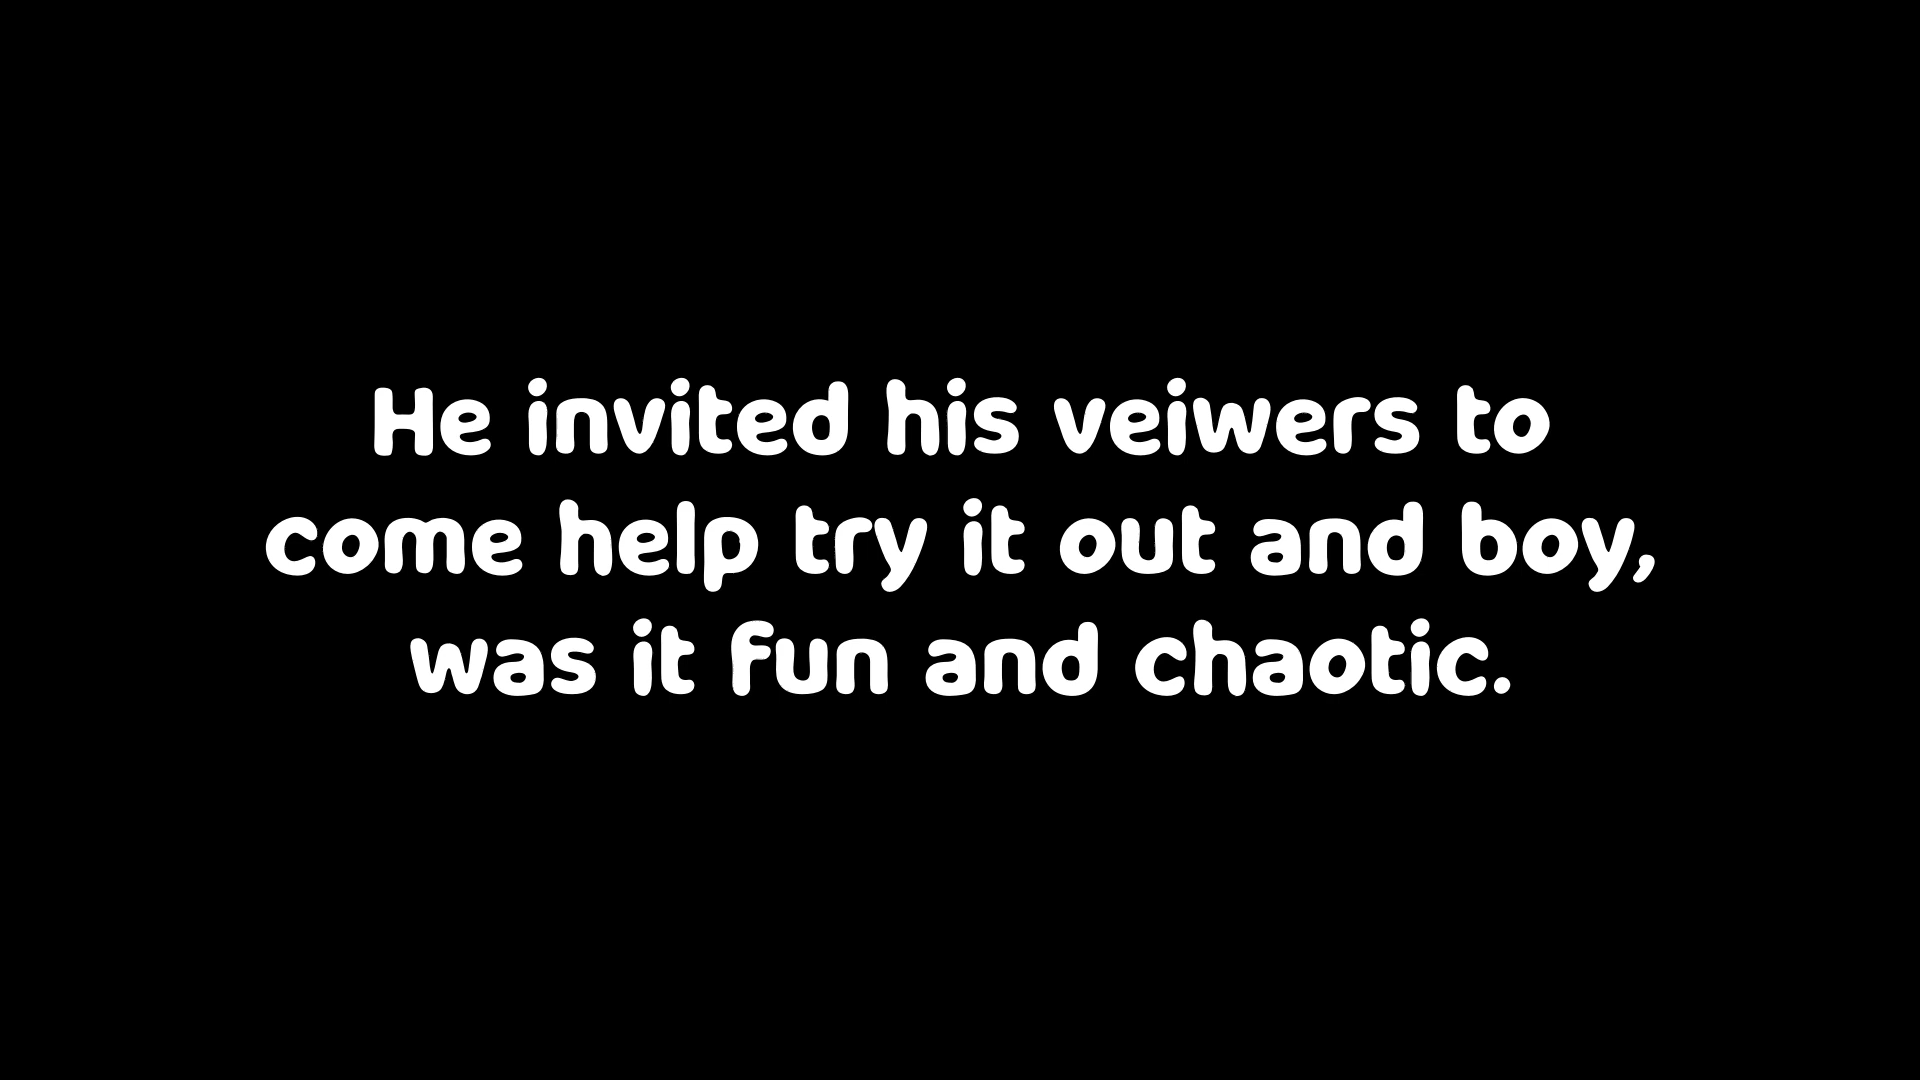 He invited his veiwers to
come help try it out and boy,
was it fun and chaotic.